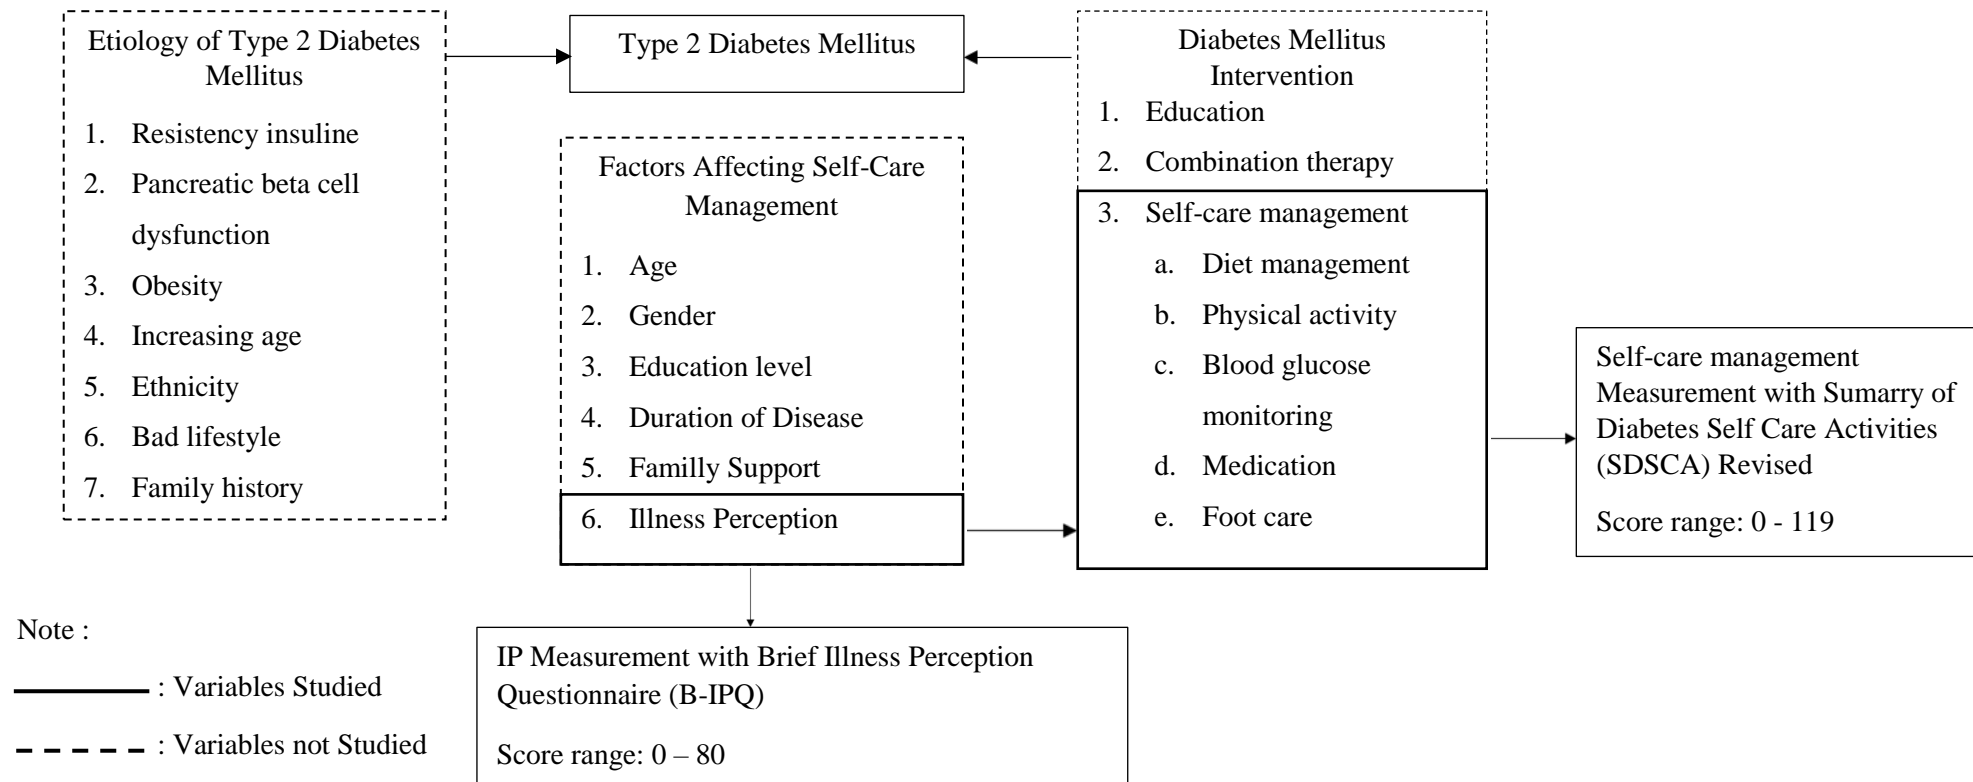 Etiology of Type 2 Diabetes
Mellitus
1. Resistency insuline
2. Pancreatic beta cell
dysfunction
3. Obesity
4. Increasing age
5. Ethnicity
6. Bad lifestyle
7. Family history
Type 2 Diabetes Mellitus
Factors Affecting Self-Care
Management
1. Age
2. Gender
3. Education level
4. Duration of Disease
5. Familly Support
6. Illness Perception
Diabetes Mellitus
Intervention
1. Education
2. Combination therapy
3. Self-care management
a. Diet management
b. Physical activity
c. Blood glucose
monitoring
d. Medication
e. Foot care
Self-care management
Measurement with Sumarry of
Diabetes Self Care Activities
(SDSCA) Revised
Score range: 0 - 119
IP Measurement with Brief Illness Perception
Questionnaire (B-IPQ)
Score range: 0 – 80
Note :
: Variables Studied
: Variables not Studied